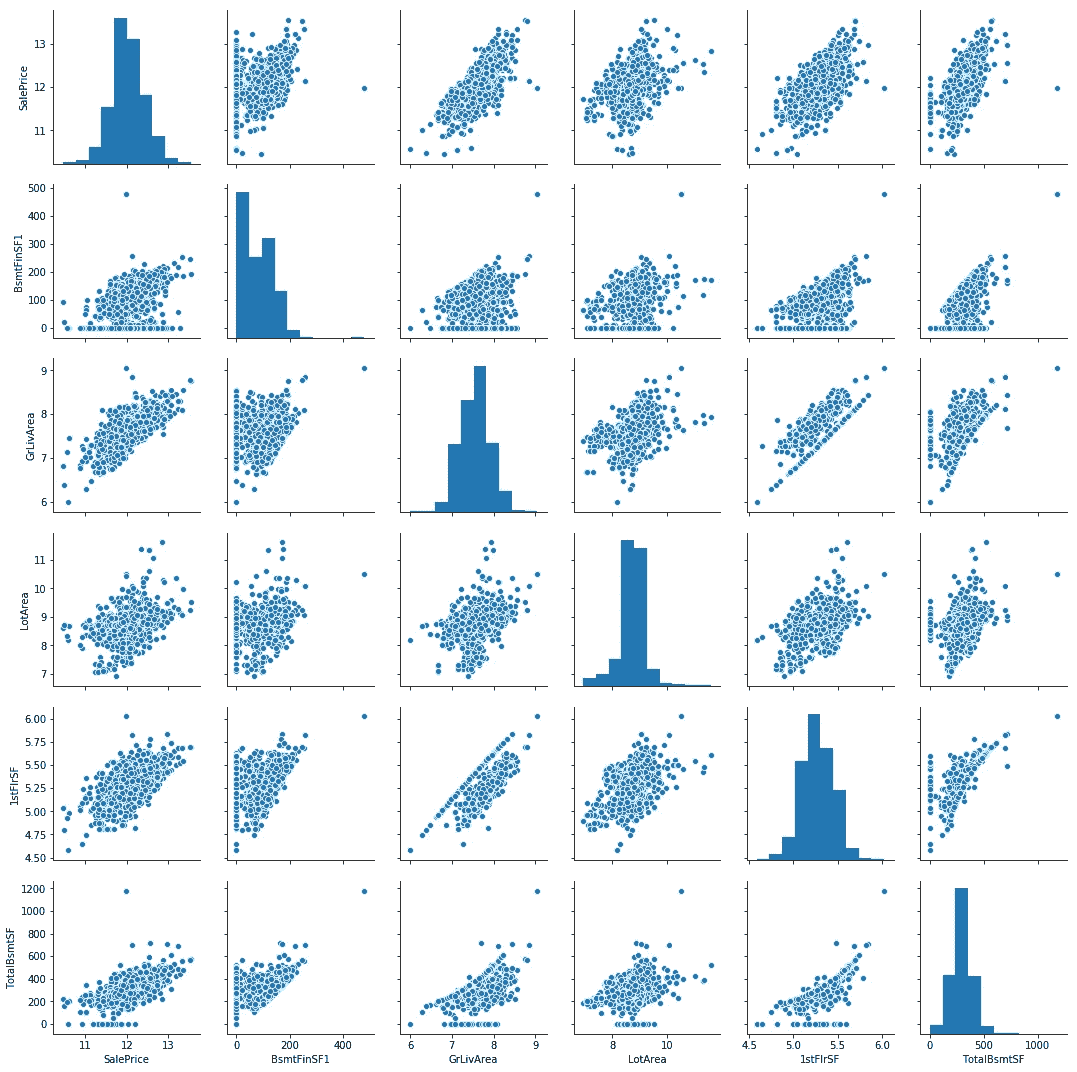 SalePrice
13
12
11
BsmtFinSF1
500
400
300
200
100
0
GrLivArea
9
8
7
6
LotArea
11
10
9
8
7
1stFlrSF
6.00
5.75
5.50
5.25
5.00
4.75
4.50
TotalBsmtSF
1200
1000
800
600
400
200
0
11 12 13
SalePrice
0 200 400
BsmtFinSF1
6 7 8 9
GrLivArea
8 10
LotArea
4.5 5.0 5.5 6.0
1stFlrSF
0 500 1000
TotalBsmtSF